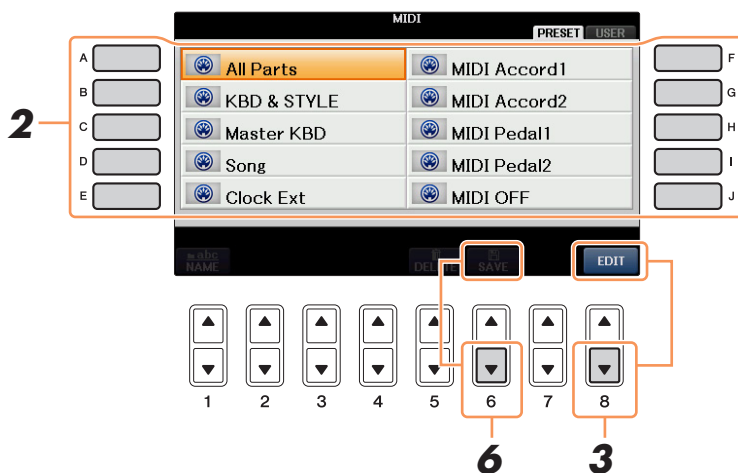 MIDI
PRESET USER
A All Parts MIDI Accord1 F
B KBD & STYLE MIDI Accord2 G
2 C Master KBD MIDI Pedal1 H
D Song MIDI Pedal2 I
E Clock Ext MIDI OFF J
abc
NAME DELETE SAVE EDIT
1 2 3 4 5 6 7 8
6 3